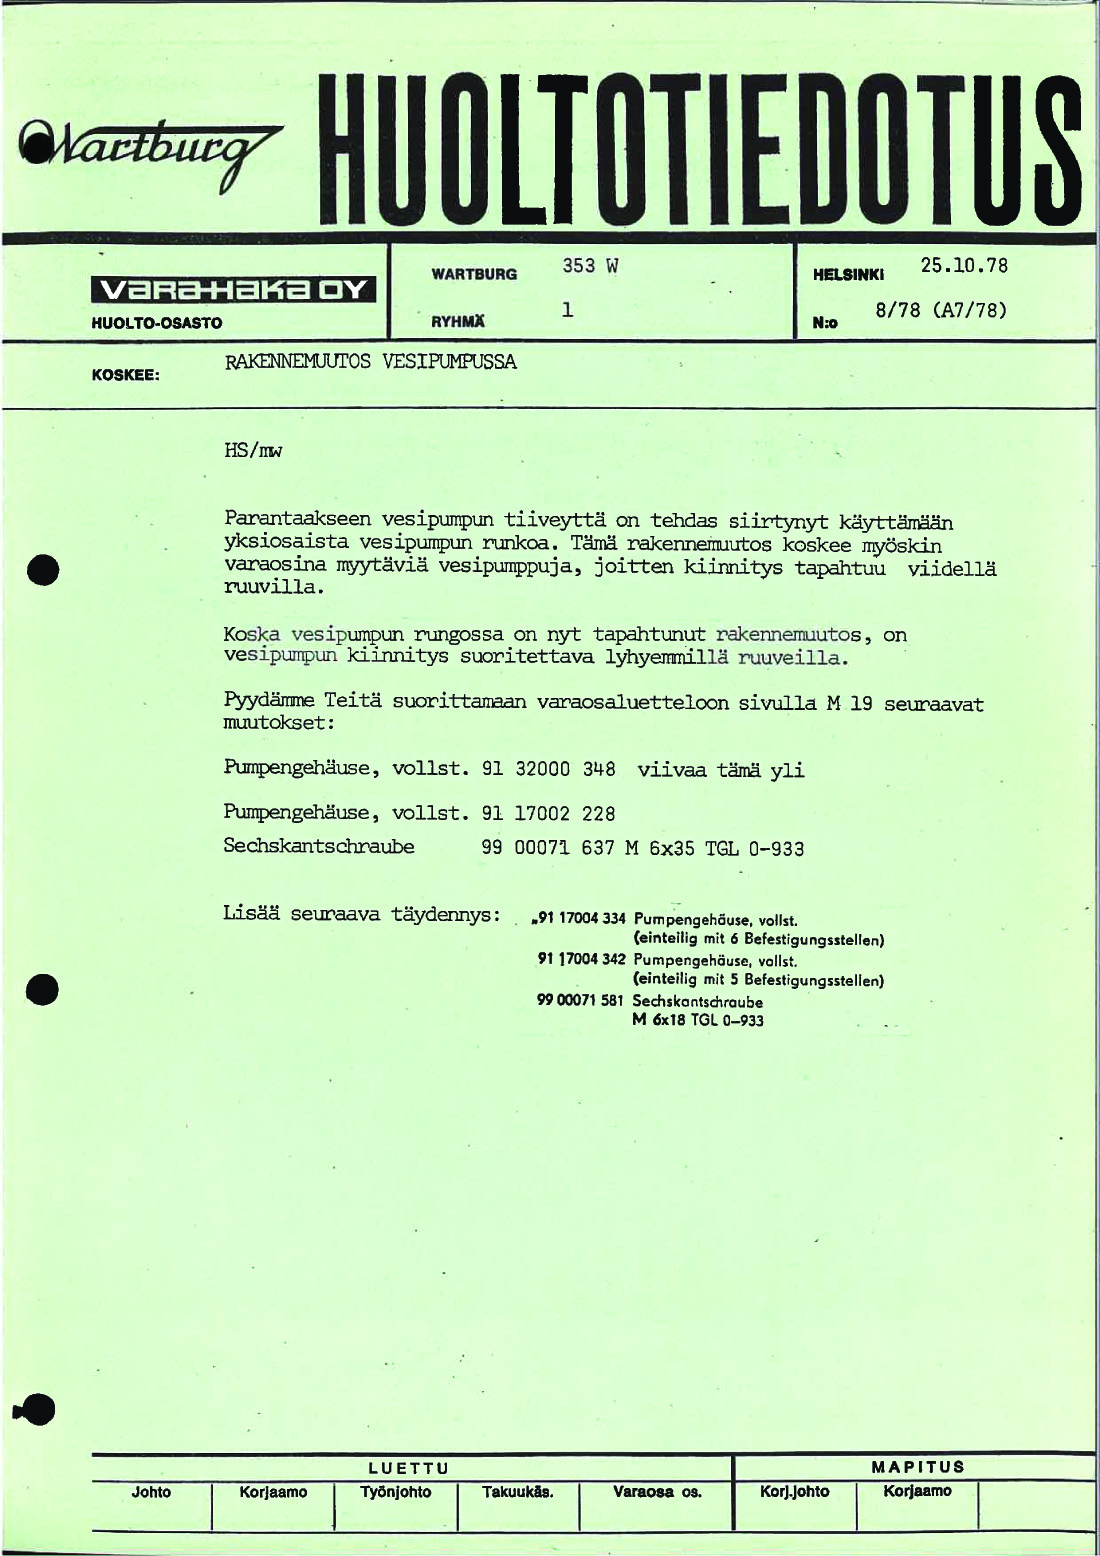 Wartburg
HUOLTOTIEDOTUS
VARA-HAKA OY
HUOLTO-OSASTO
WARTBURG 353 W
RYHMÄ 1
HELSINKI 25.10.78
N:o 8/78 (A7/78)
KOSKEE: RAKENNEMUUTOS VESIPUMPUSSA
HS/mw
Parantaakseen vesipumpun tiiveyttä on tehdas siirtynyt käyttämään
yksiosaista vesipumpun runkoa. Tämä rakennemuutos koskee myöskin
varaosina myytäviä vesipumppuja, joitten kiinnitys tapahtuu viidellä
ruuvilla.
Koska vesipumpun rungossa on nyt tapahtunut rakennemuutos, on
vesipumpun kiinnitys suoritettava lyhyemmillä ruuveilla.
Pyydämme Teitä suorittamaan varaosaluetteloon sivulla M 19 seuraavat
muutokset:
Pumpengehäuse, vollst. 91 32000 348 viivaa tämä yli
Pumpengehäuse, vollst. 91 17002 228
Sechskantschraube 99 00071 637 M 6x35 TGL 0-933
Lisää seuraava täydennys: 91 17004 334 Pumpengehäuse, vollst.
(einteilig mit 6 Befestigungsstellen)
91 17004 342 Pumpengehäuse, vollst.
(einteilig mit 5 Befestigungsstellen)
99 00071 581 Sechskantschraube
M 6x18 TGL 0–933
LUETTU MAPITUS
Johto Korjaamo Työnjohto Takuukäs. Varaosa os. Korj.johto Korjaamo